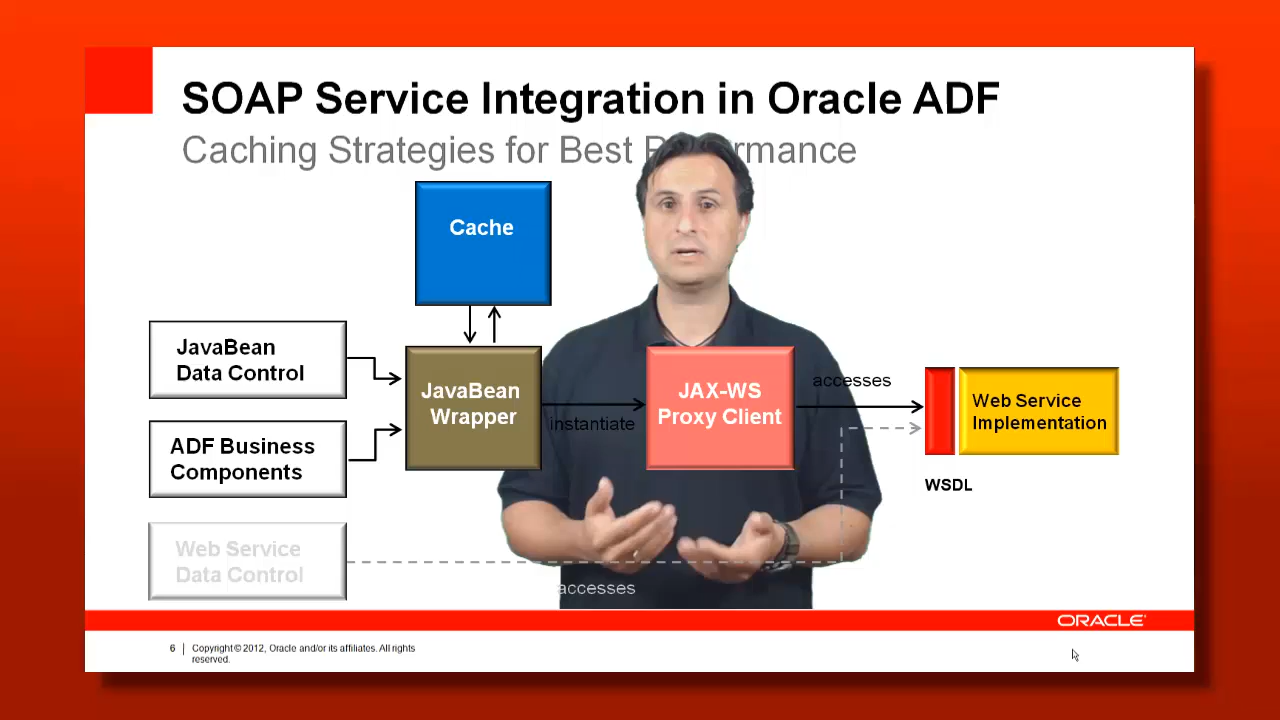 SOAP Service Integration in Oracle ADF
Caching Strategies for Best P rmance
Cache
JavaBean
Data Control
JavaBean
Wrapper
instantiate
JAX-WS
Proxy Client
accesses
Web Service
Implementation
ADF Business
Components
WSDL
Web Service
Data Control
accesses
ORACLE
6
Copyright © 2012, Oracle and/or its affiliates. All rights
reserved.